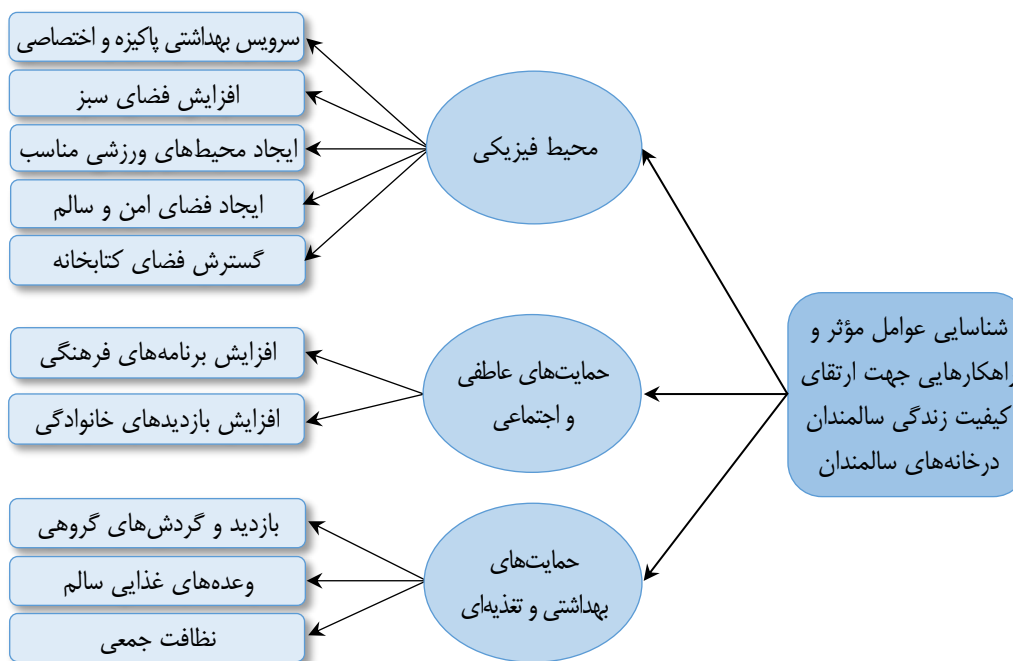 شناسایی عوامل مؤثر و
راهکارهایی جهت ارتقای
کیفیت زندگی سالمندان
درخانه‌های سالمندان
محیط فیزیکی
سرویس بهداشتی پاکیزه و اختصاصی
افزایش فضای سبز
ایجاد محیط‌های ورزشی مناسب
ایجاد فضای امن و سالم
گسترش فضای کتابخانه
حمایت‌های عاطفی
و اجتماعی
افزایش برنامه‌های فرهنگی
افزایش بازدیدهای خانوادگی
حمایت‌های
بهداشتی و تغذیه‌ای
بازدید و گردش‌های گروهی
وعده‌های غذایی سالم
نظافت جمعی